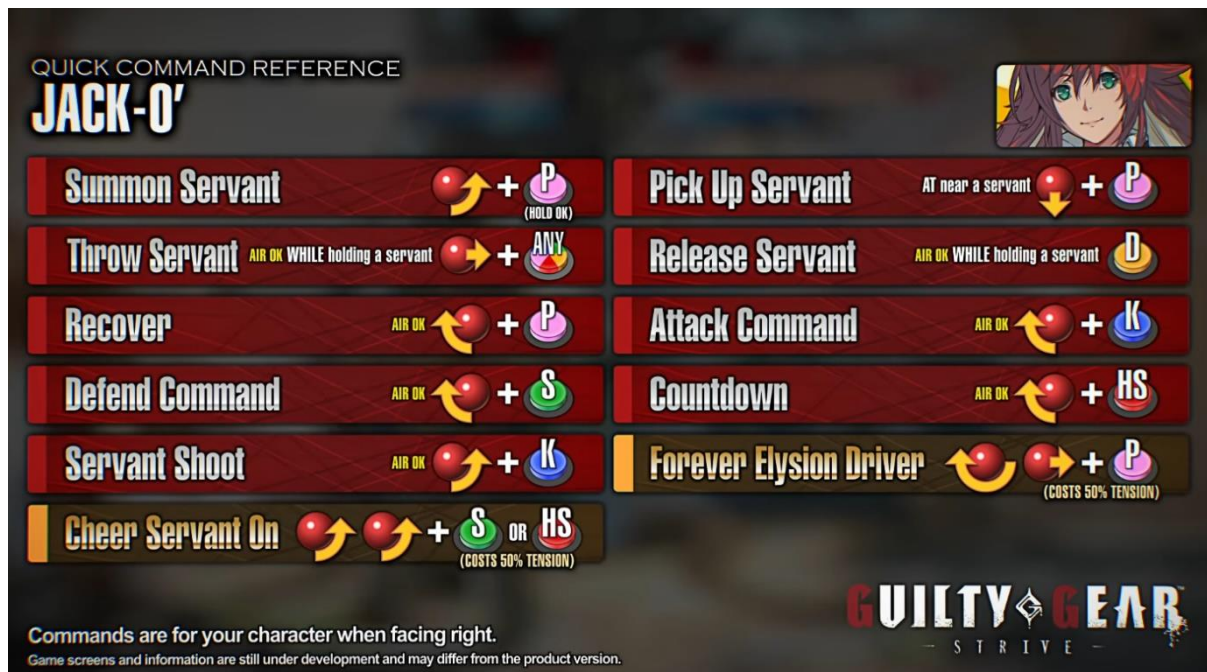 QUICK COMMAND REFERENCE
JACK-O'
Summon Servant + P
(HOLD OK)
Pick Up Servant AT near a servant + P
Throw Servant AIR OK WHILE holding a servant + ANY
Release Servant AIR OK WHILE holding a servant D
Recover AIR OK + P
Attack Command AIR OK + K
Defend Command AIR OK + S
Countdown AIR OK + HS
Servant Shoot AIR OK + K
Forever Elysion Driver + P
(COSTS 50% TENSION)
Cheer Servant On + S OR HS
(COSTS 50% TENSION)
GUILTY GEAR™
- STRIVE -
Commands are for your character when facing right.
Game screens and information are still under development and may differ from the product version.